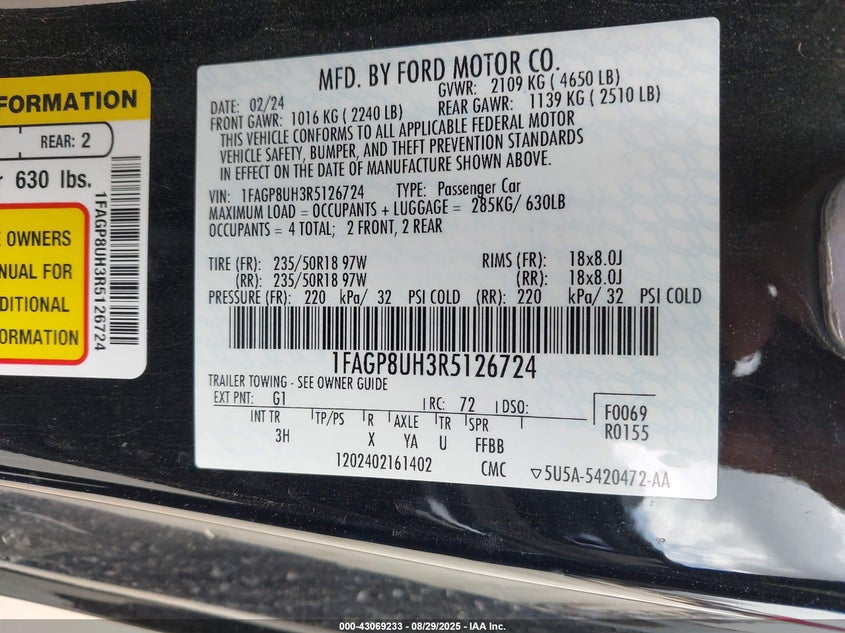 FORMATION
REAR: 2
630 lbs.
OWNERS
NUAL FOR
DITIONAL
FORMATION
1FAGP8UH3R5126724
MFD. BY FORD MOTOR CO.
DATE: 02/24 GVWR: 2109 KG ( 4650 LB)
FRONT GAWR: 1016 KG ( 2240 LB) REAR GAWR: 1139 KG ( 2510 LB)
THIS VEHICLE CONFORMS TO ALL APPLICABLE FEDERAL MOTOR
VEHICLE SAFETY, BUMPER, AND THEFT PREVENTION STANDARDS
IN EFFECT ON THE DATE OF MANUFACTURE SHOWN ABOVE.
VIN: 1FAGP8UH3R5126724 TYPE: Passenger Car
MAXIMUM LOAD = OCCUPANTS + LUGGAGE = 285KG/ 630LB
OCCUPANTS = 4 TOTAL; 2 FRONT, 2 REAR
TIRE (FR): 235/50R18 97W RIMS (FR): 18x8.0J
(RR): 235/50R18 97W (RR): 18x8.0J
PRESSURE (FR): 220 kPa/ 32 PSI COLD (RR): 220 kPa/ 32 PSI COLD
1FAGP8UH3R5126724
TRAILER TOWING - SEE OWNER GUIDE
EXT PNT: G1 RC: 72 DSO: F0069
INT TR TP/PS R AXLE TR SPR R0155
3H X YA U FFBB
1202402161402 CMC ▽5U5A-5420472-AA
000-43069233 - 08/29/2025 - IAA Inc.